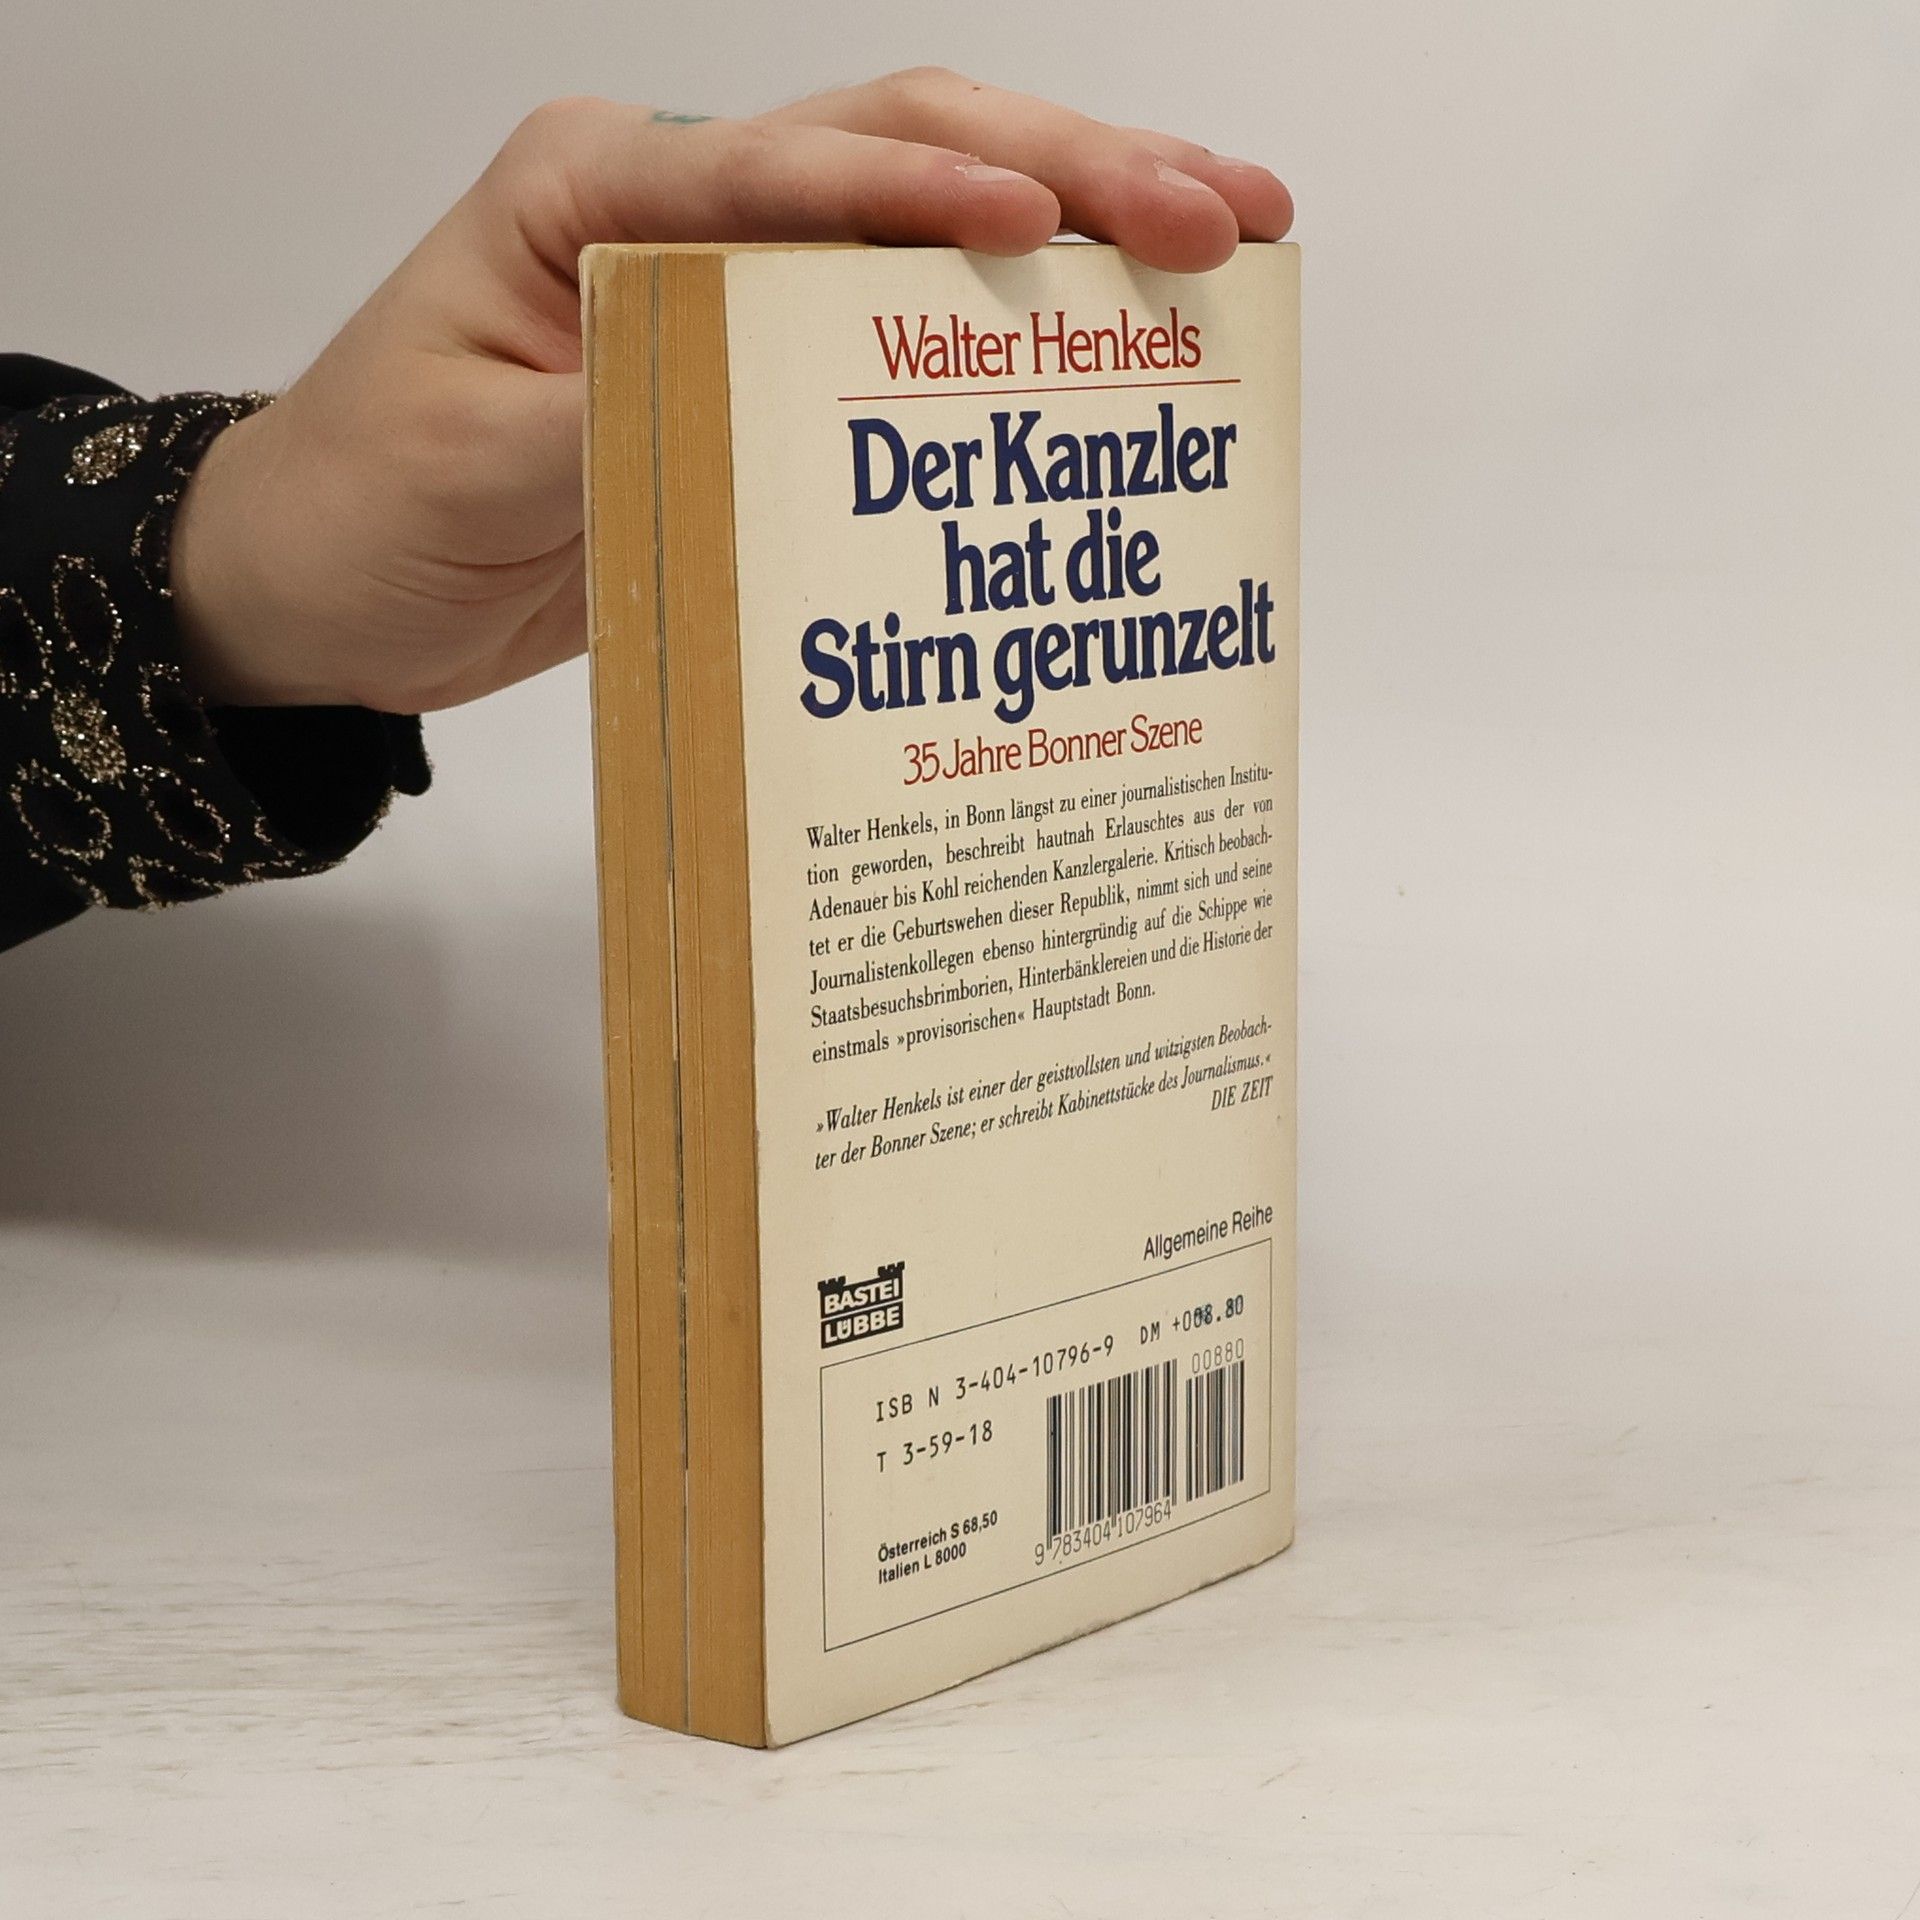 Walter Henkels
Der Kanzler
hat die
Stirn gerunzelt
35 Jahre Bonner Szene
Walter Henkels, in Bonn längst zu einer journalistischen Institu-
tion geworden, beschreibt hautnah Erlauschtes aus der von
Adenauer bis Kohl reichenden Kanzlergalerie. Kritisch beobach-
tet er die Geburtswehen dieser Republik, nimmt sich und seine
Journalistenkollegen ebenso hintergründig auf die Schippe wie
Staatsbesuchsbrimborien, Hinterbänklereien und die Historie der
einstmals »provisorischen« Hauptstadt Bonn.
»Walter Henkels ist einer der geistvollsten und witzigsten Beobach-
ter der Bonner Szene; er schreibt Kabinettstücke des Journalismus.«
DIE ZEIT
Allgemeine Reihe
BASTEI
LÜBBE
ISB N 3-404-10796-9 DM +008.80
00880
T 3-59-18
Österreich S 68,50
Italien L 8000
9 783404 107964